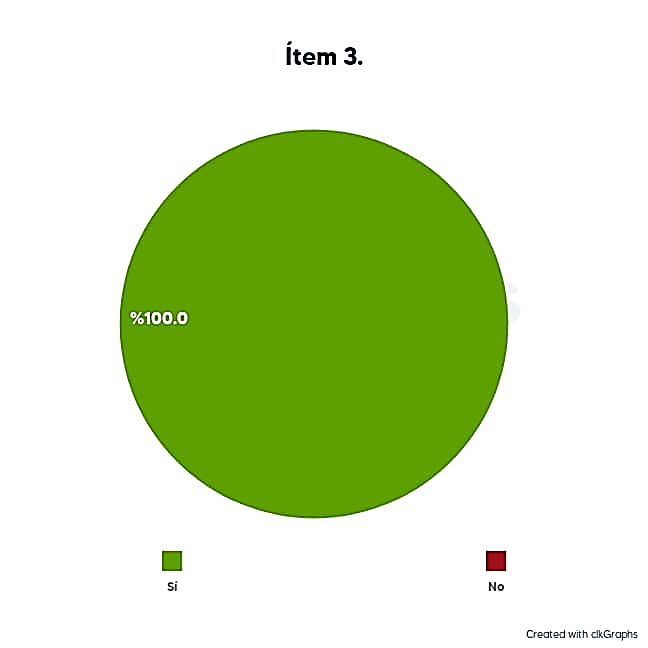 Ítem 3.
%100.0
Sí
No
Created with clkGraphs